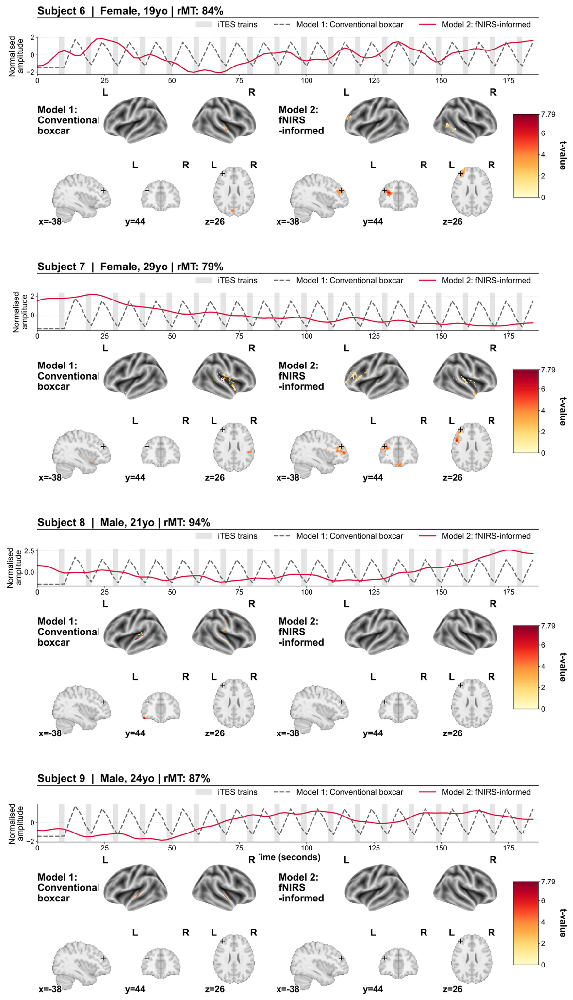 Subject 6 | Female, 19yo | rMT: 84%
iTBS trains Model 1: Conventional boxcar Model 2: fNIRS-informed
Normalised
amplitude
2
0
−2
0 25 50 75 100 125 150 175
L R L R
Model 1:
Conventional
boxcar
Model 2:
fNIRS
-informed
7.79
6
4
2
0
t-value
L R L R L R L R
x=-38 y=44 z=26 x=-38 y=44 z=26
Subject 7 | Female, 29yo | rMT: 79%
iTBS trains Model 1: Conventional boxcar Model 2: fNIRS-informed
Normalised
amplitude
2
0
0 25 50 75 100 125 150 175
L R L R
Model 1:
Conventional
boxcar
Model 2:
fNIRS
-informed
7.79
6
4
2
0
t-value
L R L R L R L R
x=-38 y=44 z=26 x=-38 y=44 z=26
Subject 8 | Male, 21yo | rMT: 94%
iTBS trains Model 1: Conventional boxcar Model 2: fNIRS-informed
Normalised
amplitude
2.5
0.0
0 25 50 75 100 125 150 175
L R L R
Model 1:
Conventional
boxcar
Model 2:
fNIRS
-informed
7.79
6
4
2
0
t-value
L R L R L R L R
x=-38 y=44 z=26 x=-38 y=44 z=26
Subject 9 | Male, 24yo | rMT: 87%
iTBS trains Model 1: Conventional boxcar Model 2: fNIRS-informed
Normalised
amplitude
0
−2
0 25 50 75 100 125 150 175
ime (seconds)
L R L R
Model 1:
Conventional
boxcar
Model 2:
fNIRS
-informed
7.79
6
4
2
0
t-value
L R L R L R L R
x=-38 y=44 z=26 x=-38 y=44 z=26